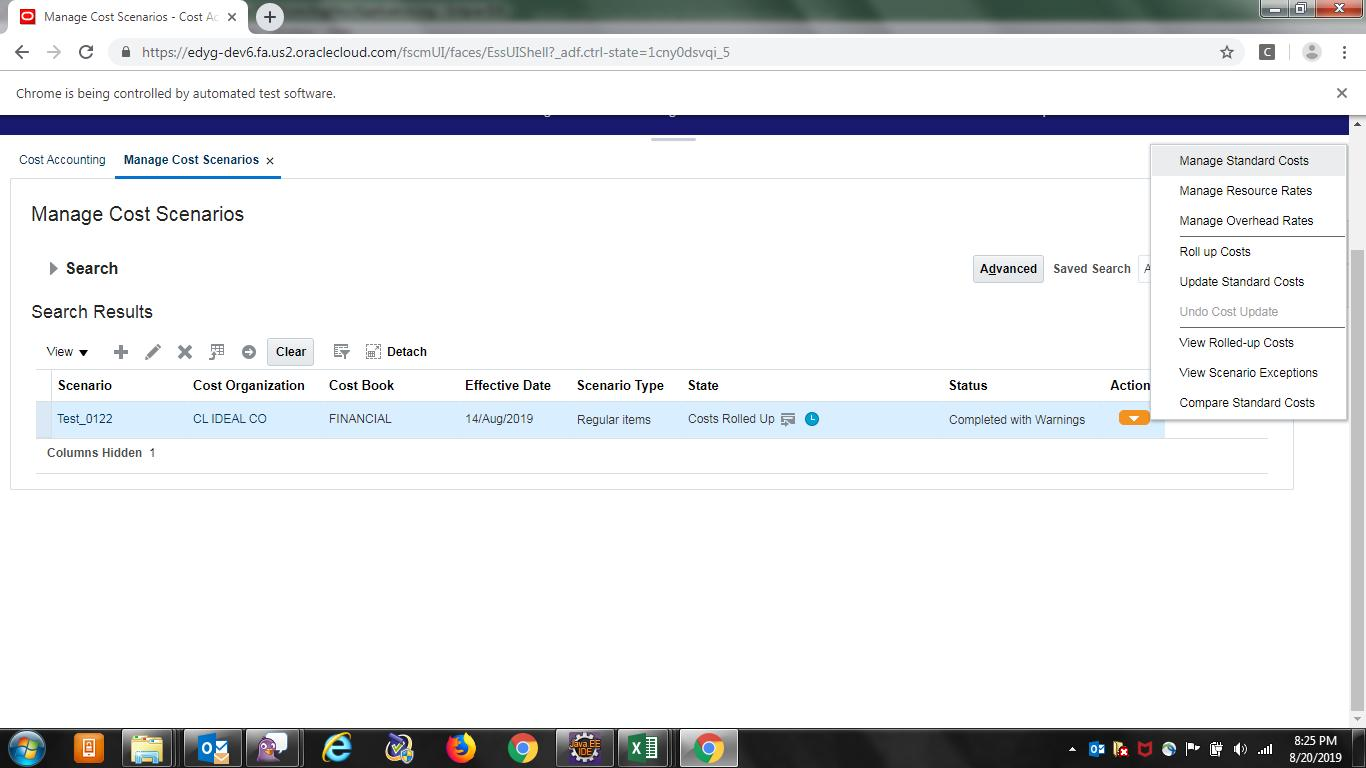 Manage Cost Scenarios - Cost Ac
https://edyg-dev6.fa.us2.oraclecloud.com/fscmUI/faces/EssUIShell?_adf.ctrl-state=1cny0dsvqi_5
C
Chrome is being controlled by automated test software.
Cost Accounting
Manage Cost Scenarios
Manage Cost Scenarios
Search
Advanced
Saved Search
A
Search Results
View
Clear
Detach
Scenario
Cost Organization
Cost Book
Effective Date
Scenario Type
State
Status
Action
Test_0122
CL IDEAL CO
FINANCIAL
14/Aug/2019
Regular items
Costs Rolled Up
Completed with Warnings
Columns Hidden 1
Manage Standard Costs
Manage Resource Rates
Manage Overhead Rates
Roll up Costs
Update Standard Costs
Undo Cost Update
View Rolled-up Costs
View Scenario Exceptions
Compare Standard Costs
Java EE
IDE
8:25 PM
8/20/2019